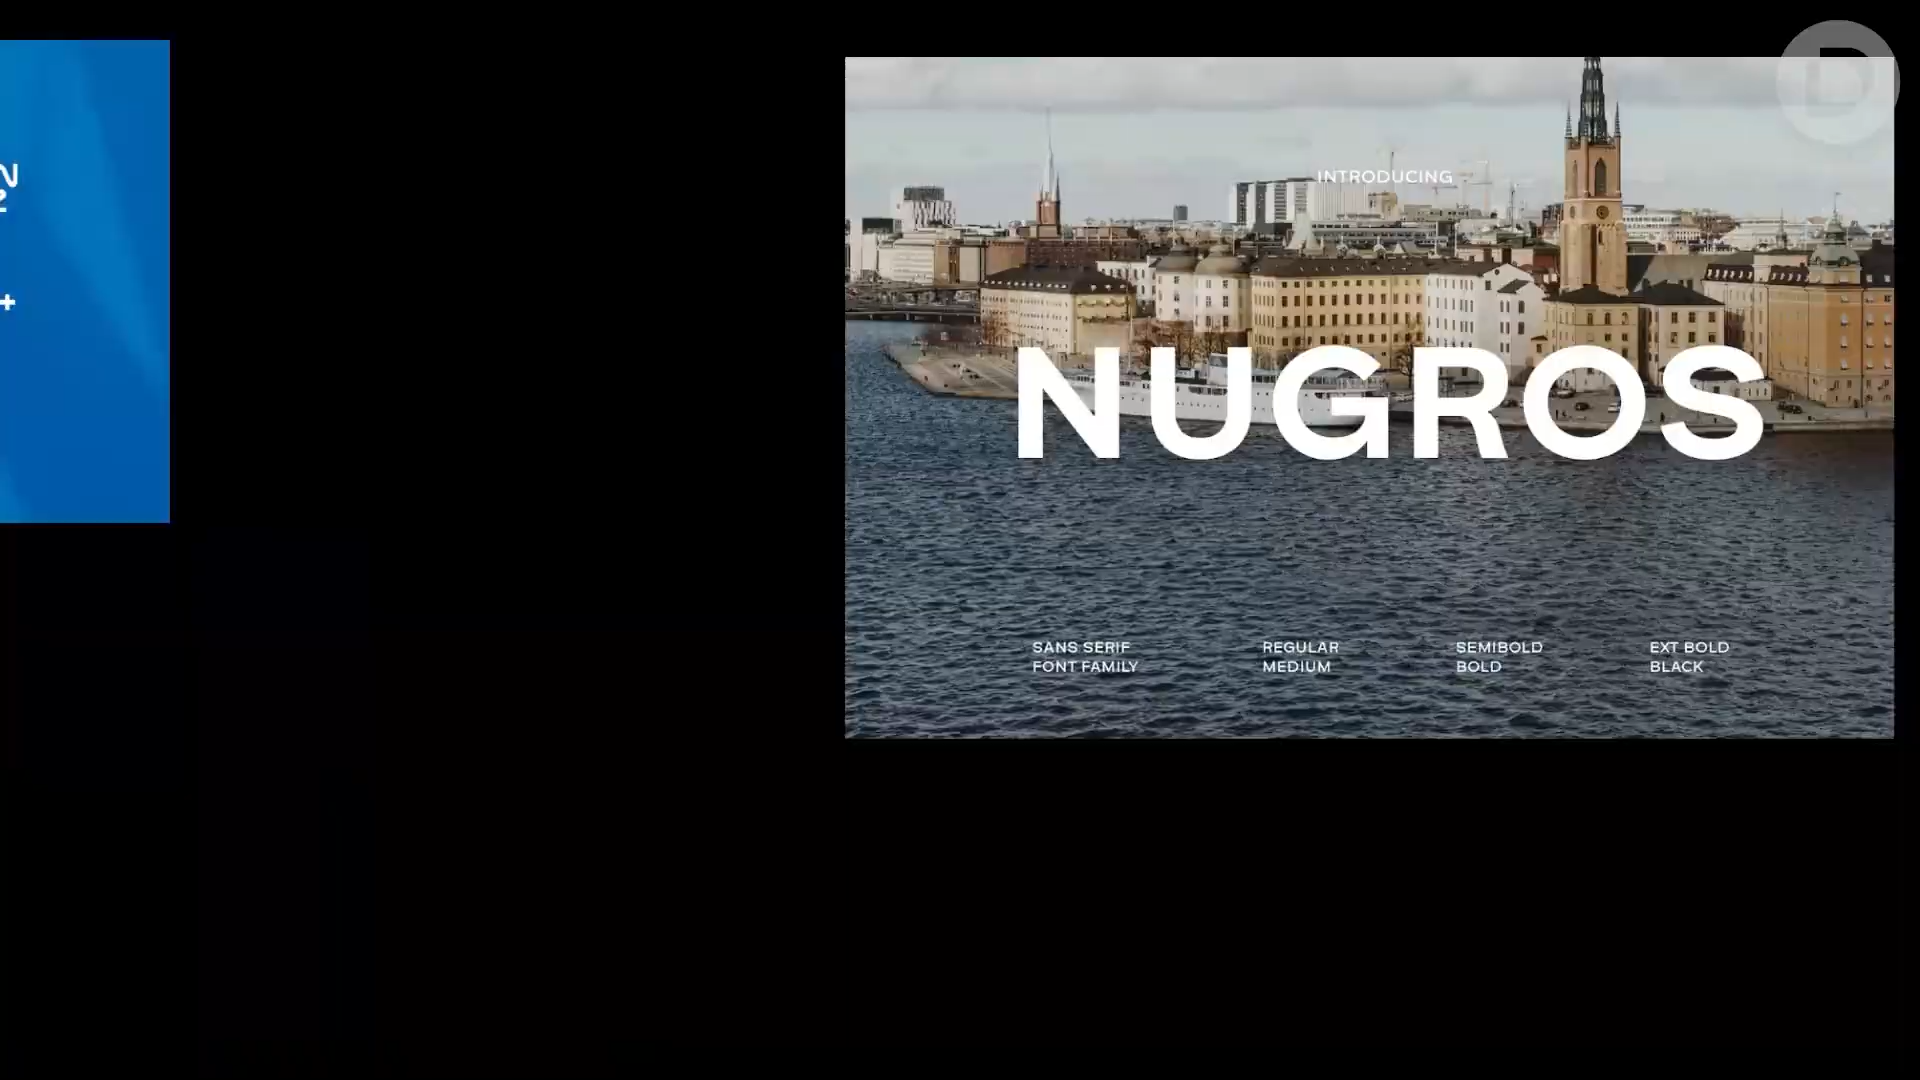 INTRODUCING
NUGROS
SANS SERIF
FONT FAMILY
REGULAR
MEDIUM
SEMIBOLD
BOLD
EXT BOLD
BLACK